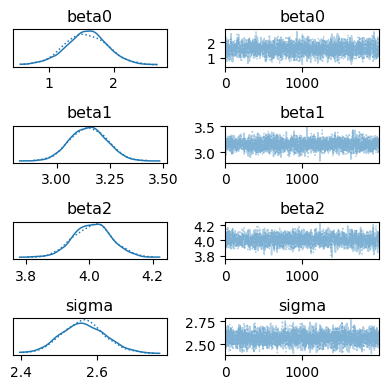 beta0 beta0
2
1
1 2 0 1000
beta1 beta1
3.5
3.0
3.00 3.25 3.50 0 1000
beta2 beta2
4.2
4.0
3.8
3.8 4.0 4.2 0 1000
sigma sigma
2.75
2.50
2.4 2.6 0 1000